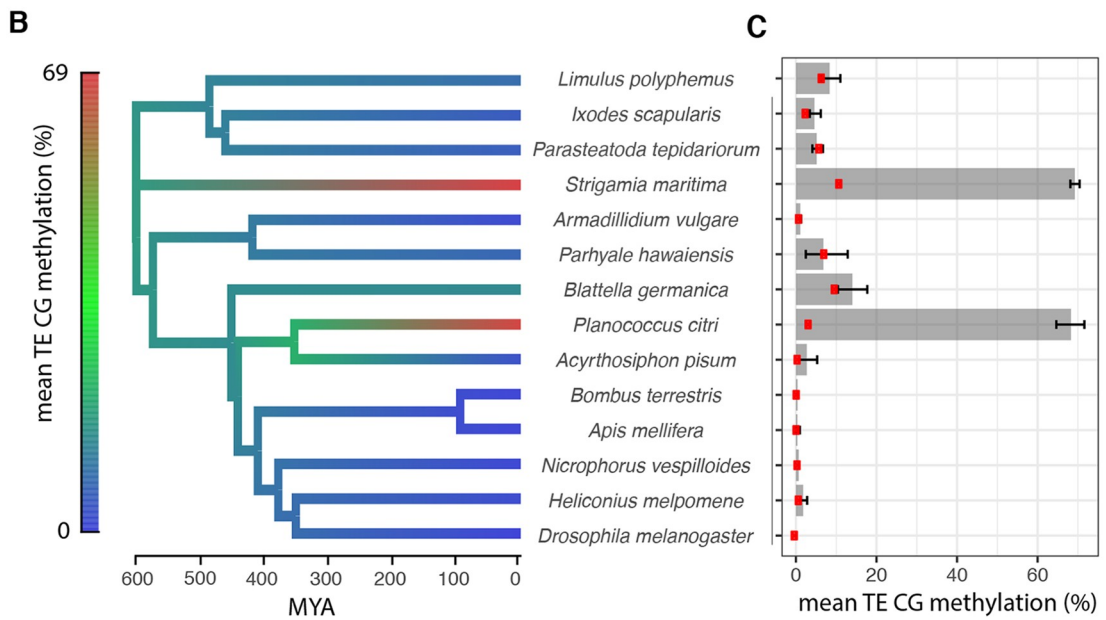 B
C
69
0
mean TE CG methylation (%)
Limulus polyphemus
Ixodes scapularis
Parasteatoda tepidariorum
Strigamia maritima
Armadillidium vulgare
Parhyale hawaiensis
Blattella germanica
Planococcus citri
Acyrthosiphon pisum
Bombus terrestris
Apis mellifera
Nicrophorus vespilloides
Heliconius melpomene
Drosophila melanogaster
600 500 400 300 200 100 0
MYA
0 20 40 60
mean TE CG methylation (%)